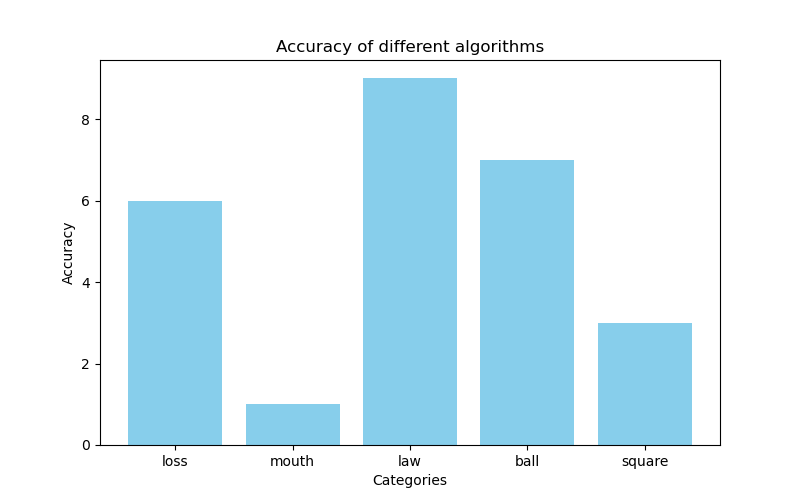 Accuracy of different algorithms
8
6
4
2
0
Accuracy
loss mouth law ball square
Categories